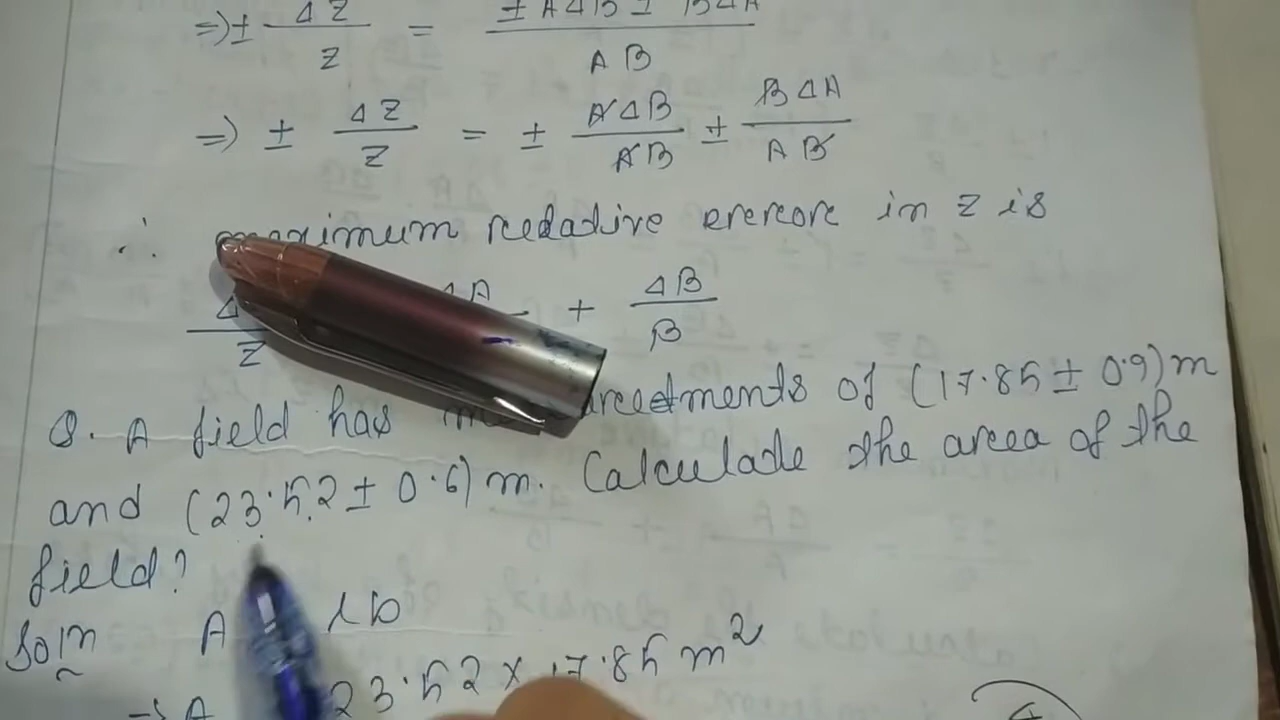 => ± ΔZ/Z = ± AΔB ± BΔA / AB
=> ± ΔZ/Z = ± AΔB/AB ± BΔA/AB
∴ maximum relative error in Z is
ΔA + ΔB/B
Z
Q. A field has of (17.85 ± 0.9) m
and (23.52 ± 0.6) m. Calculate the area of the
field?
Soln A lb
=> A 23.52 x 17.85 m²